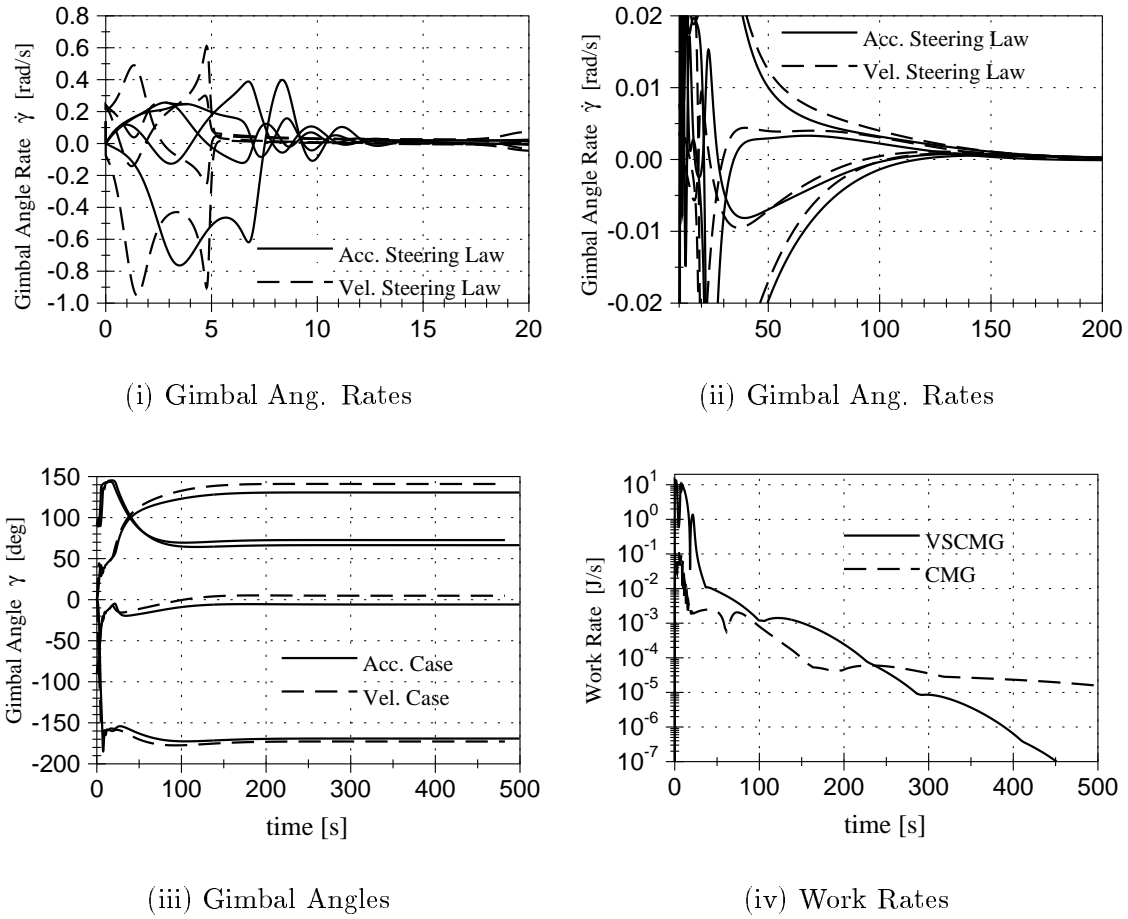 Gimbal Angle Rate γ̇ [rad/s]
0.8
0.6
0.4
0.2
0.0
-0.2
-0.4
-0.6
-0.8
-1.0
Acc. Steering Law
Vel. Steering Law
0 5 10 15 20
(i) Gimbal Ang. Rates
Gimbal Angle Rate γ̇ [rad/s]
0.02
0.01
0.00
-0.01
-0.02
Acc. Steering Law
Vel. Steering Law
50 100 150 200
(ii) Gimbal Ang. Rates
Gimbal Angle γ [deg]
150
100
50
0
-50
-100
-150
-200
Acc. Case
Vel. Case
0 100 200 300 400 500
time [s]
(iii) Gimbal Angles
Work Rate [J/s]
10^1
10^0
10^-1
10^-2
10^-3
10^-4
10^-5
10^-6
10^-7
VSCMG
CMG
0 100 200 300 400 500
time [s]
(iv) Work Rates